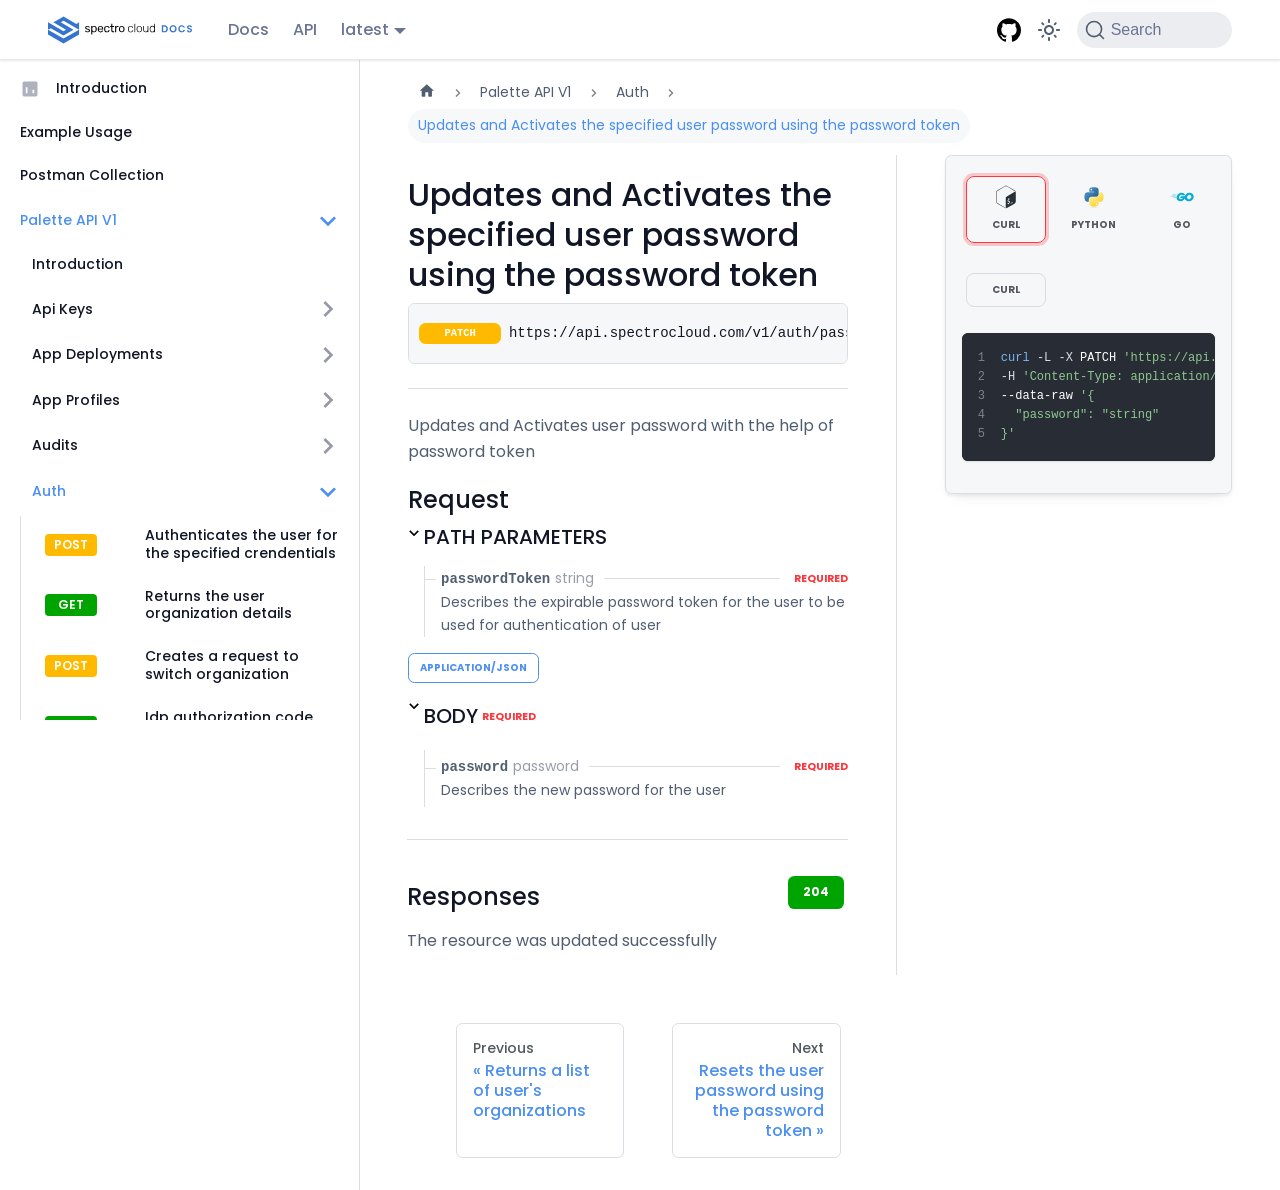 spectro cloud DOCS
Docs
API
latest
Search
Introduction
Example Usage
Postman Collection
Palette API V1
Introduction
Api Keys
App Deployments
App Profiles
Audits
Auth
POST
Authenticates the user for
the specified crendentials
GET
Returns the user
organization details
POST
Creates a request to
switch organization
Idp authorization code
Palette API V1
Auth
Updates and Activates the specified user password using the password token
Updates and Activates the
specified user password
using the password token
PATCH
https://api.spectrocloud.com/v1/auth/pass
Updates and Activates user password with the help of
password token
Request
PATH PARAMETERS
passwordToken string
REQUIRED
Describes the expirable password token for the user to be
used for authentication of user
APPLICATION/JSON
BODY REQUIRED
password password
REQUIRED
Describes the new password for the user
Responses
204
The resource was updated successfully
Previous
« Returns a list
of user's
organizations
Next
Resets the user
password using
the password
token »
CURL
PYTHON
GO
CURL
1 curl -L -X PATCH 'https://api.
2 -H 'Content-Type: application/
3 --data-raw '{
4 "password": "string"
5 }'